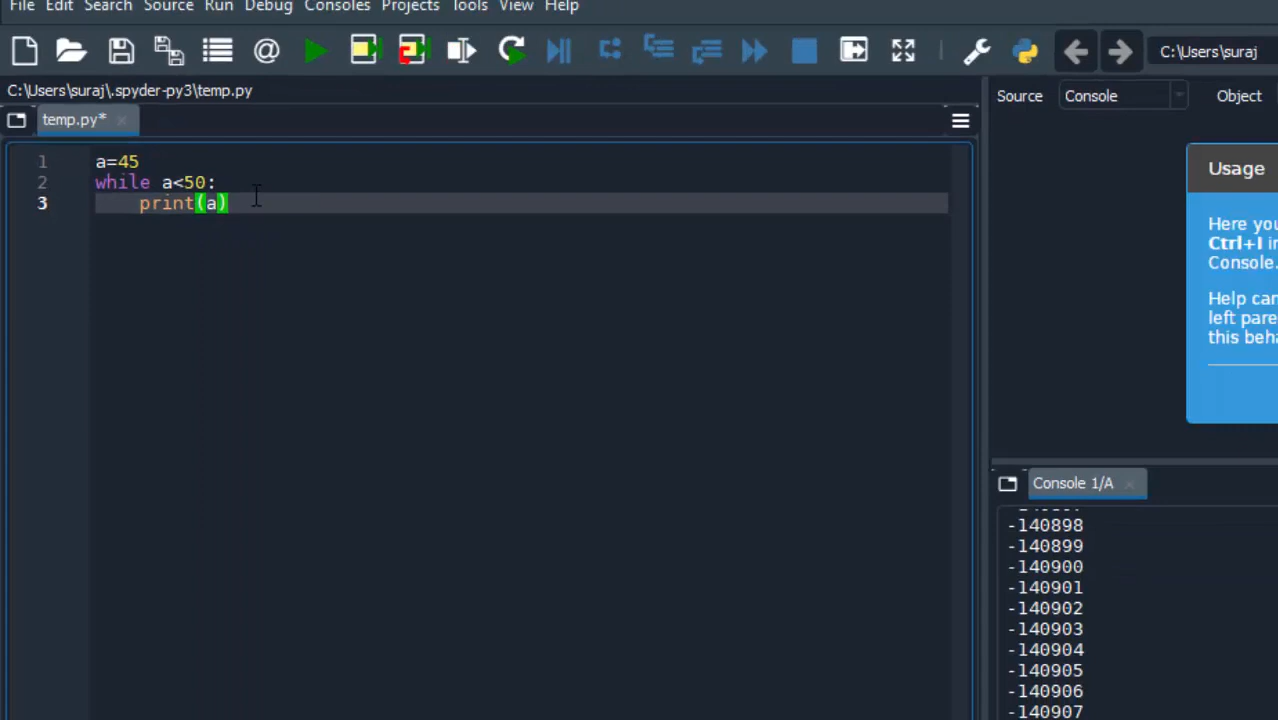 File Edit Search Source Run Debug Consoles Projects Tools View Help
C:\Users\suraj
C:\Users\suraj\.spyder-py3\temp.py
temp.py*
1 a=45
2 while a<50:
3 print(a)
Source Console Object
Usage
Here you
Ctrl+I in
Console.
Help can
left pare
this beha
Console 1/A
-140898
-140899
-140900
-140901
-140902
-140903
-140904
-140905
-140906
-140907